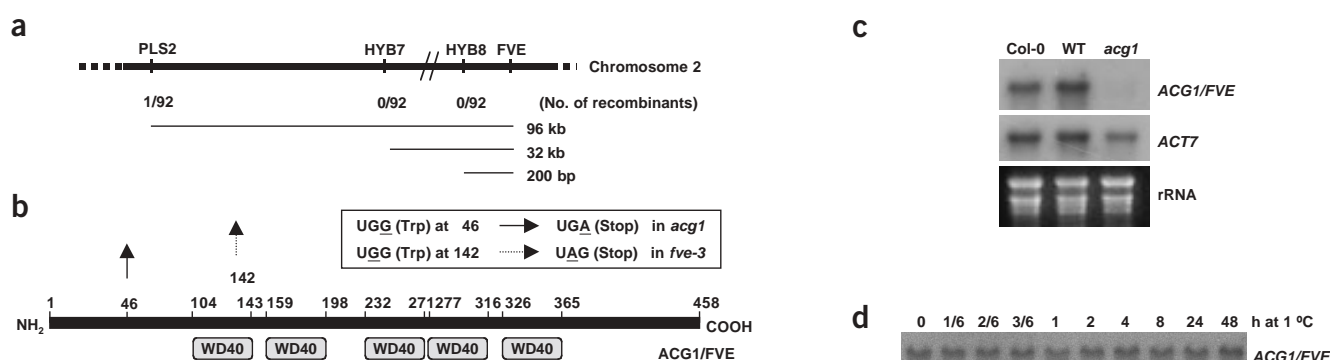 a
PLS2 HYB7 HYB8 FVE
Chromosome 2
1/92 0/92 0/92 (No. of recombinants)
96 kb
32 kb
200 bp
b
UGG (Trp) at 46 UGA (Stop) in acg1
UGG (Trp) at 142 UAG (Stop) in fve-3
142
1 46 104 143 159 198 232 271 277 316 326 365 458
NH2 COOH
WD40 WD40 WD40 WD40 WD40 ACG1/FVE
c
Col-0 WT acg1
ACG1/FVE
ACT7
rRNA
d
0 1/6 2/6 3/6 1 2 4 8 24 48 h at 1 ºC
ACG1/FVE